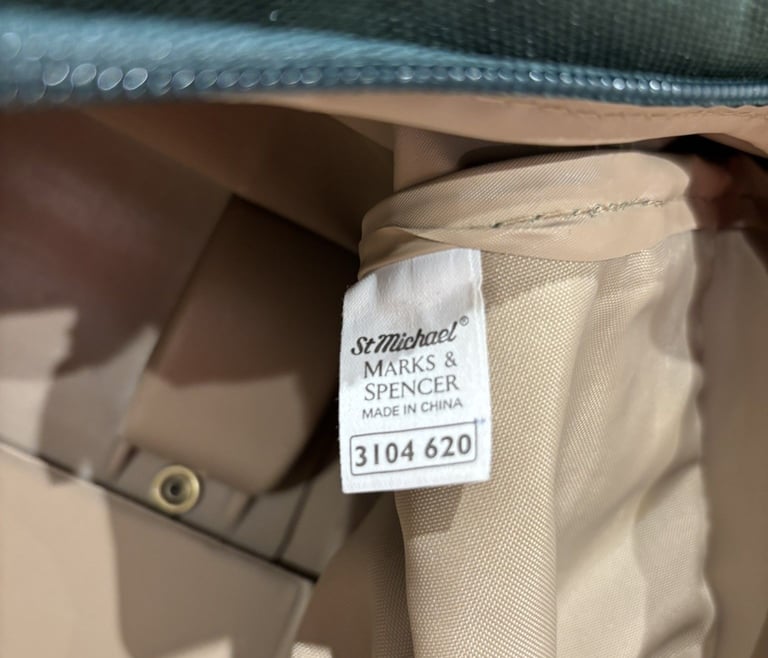 St Michael®
MARKS &
SPENCER
MADE IN CHINA
3104 620